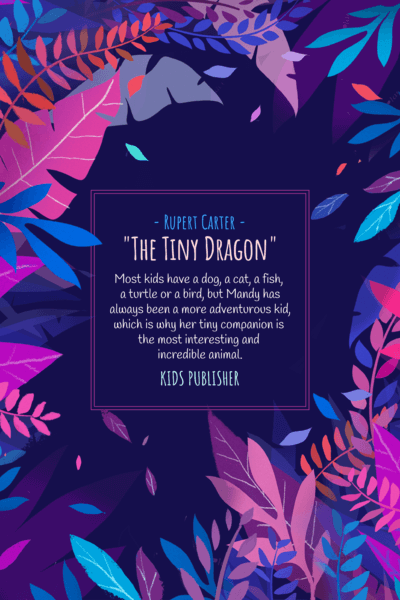 - Rupert Carter -
"The Tiny Dragon"
Most kids have a dog, a cat, a fish,
a turtle or a bird, but Mandy has
always been a more adventurous kid,
which is why her tiny companion is
the most interesting and
incredible animal.
KIDS PUBLISHER